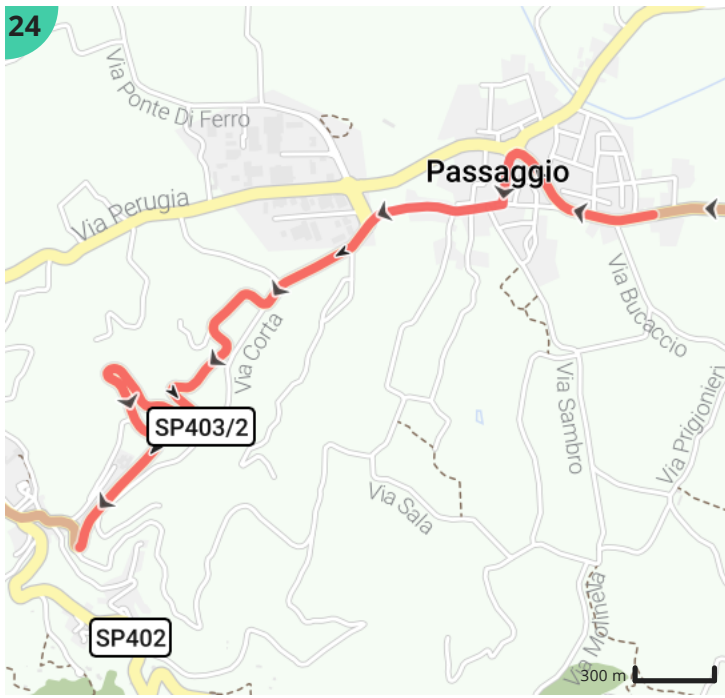 24
Via Ponte Di Ferro
Passaggio
Via Perugia
Via Bucaccio
Via Corta
Via Prigionieri
Via Sambro
SP403/2
Via Sala
Via Molheta
SP402
300 m